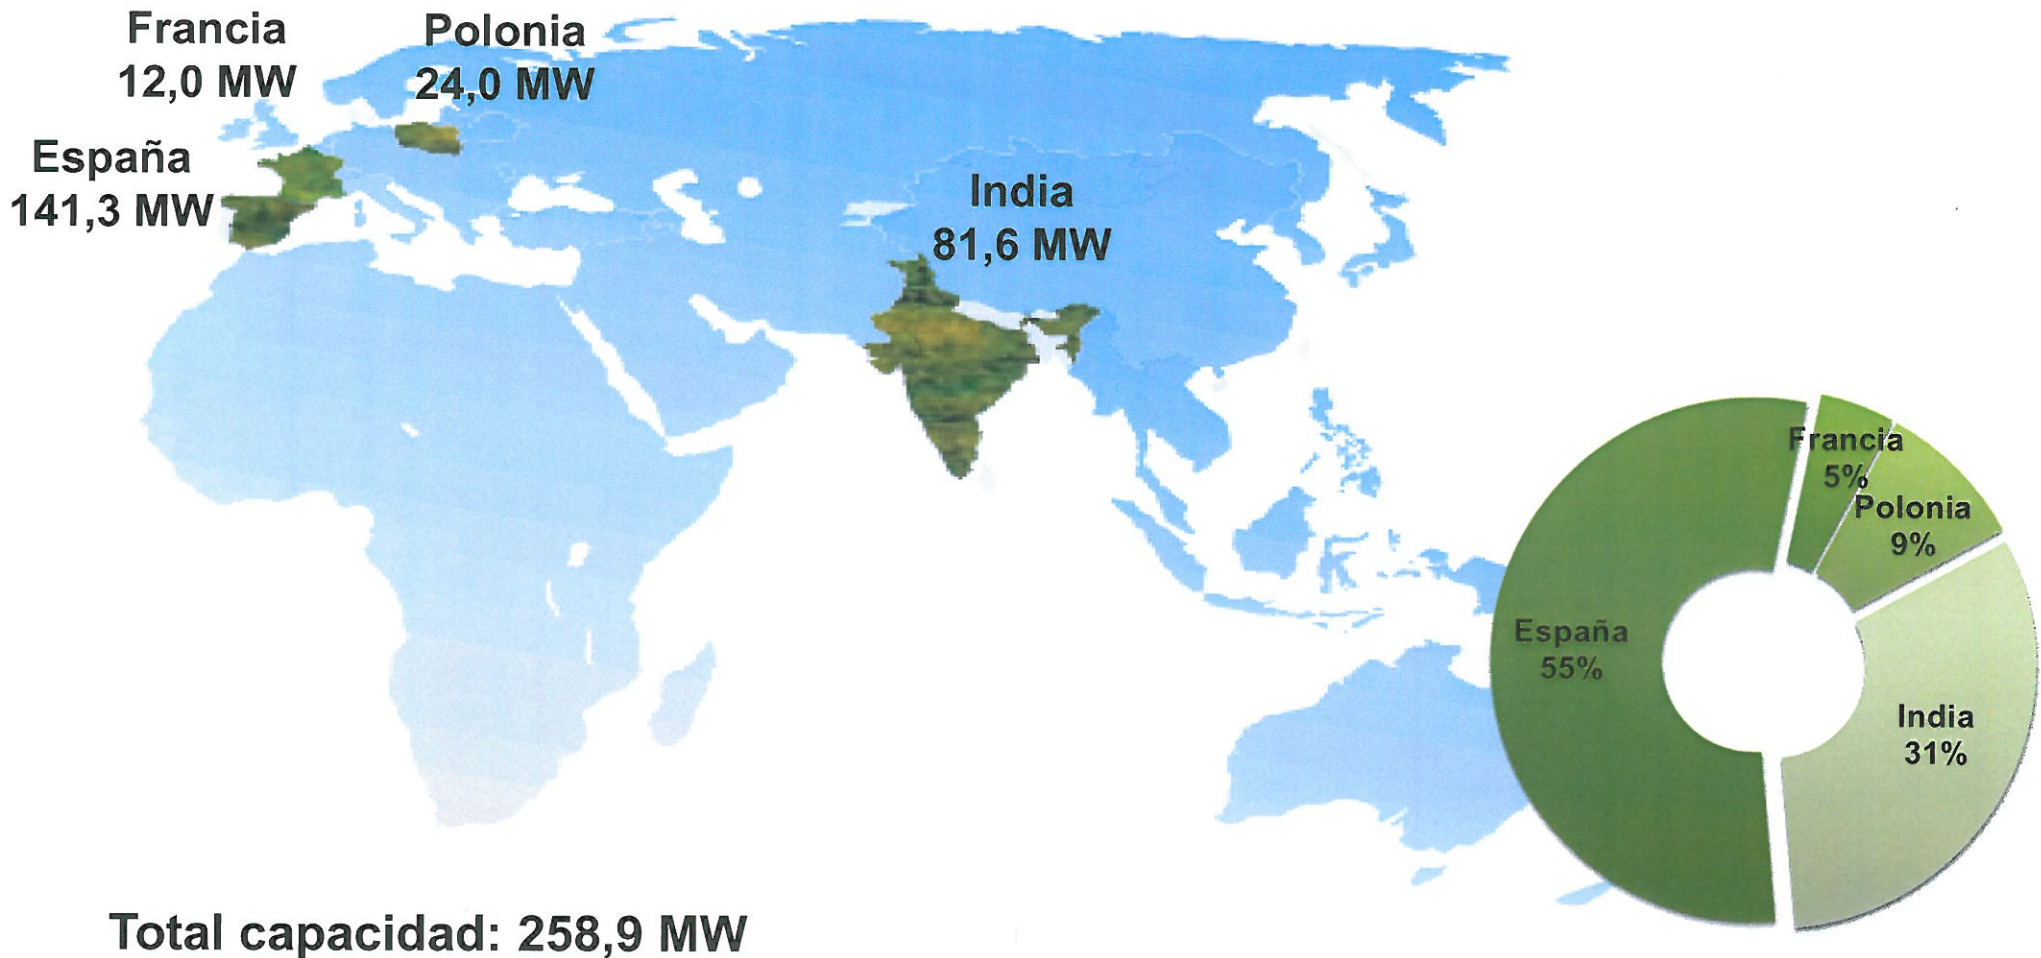 Francia
12,0 MW
Polonia
24,0 MW
España
141,3 MW
India
81,6 MW
Francia
5%
Polonia
9%
España
55%
India
31%
Total capacidad: 258,9 MW